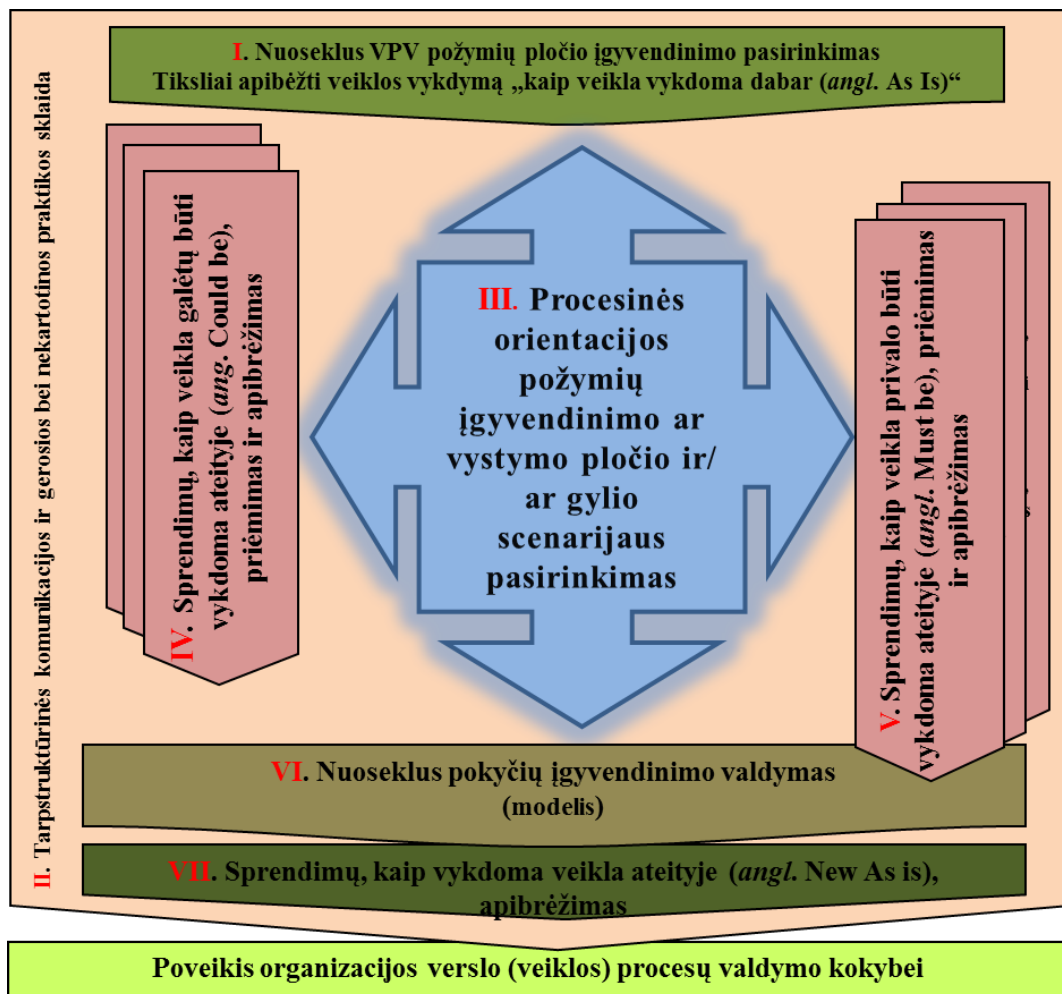 I. Nuoseklus VPV požymių pločio įgyvendinimo pasirinkimas
Tiksliai apibėžti veiklos vykdymą „kaip veikla vykdoma dabar (angl. As Is)“
II. Tarpstruktūrinės komunikacijos ir gerosios bei nekartotinos praktikos sklaida
III. Procesinės
orientacijos
požymių
įgyvendinimo ar
vystymo pločio ir/
ar gylio
scenarijaus
pasirinkimas
IV. Sprendimų, kaip veikla galėtų būti
vykdoma ateityje (ang. Could be),
priėmimas ir apibrėžimas
V. Sprendimų, kaip veikla privalo būti
vykdoma ateityje (angl. Must be), priėmimas
ir apibrėžimas
VI. Nuoseklus pokyčių įgyvendinimo valdymas
(modelis)
VII. Sprendimų, kaip vykdoma veikla ateityje (angl. New As is),
apibrėžimas
Poveikis organizacijos verslo (veiklos) procesų valdymo kokybei